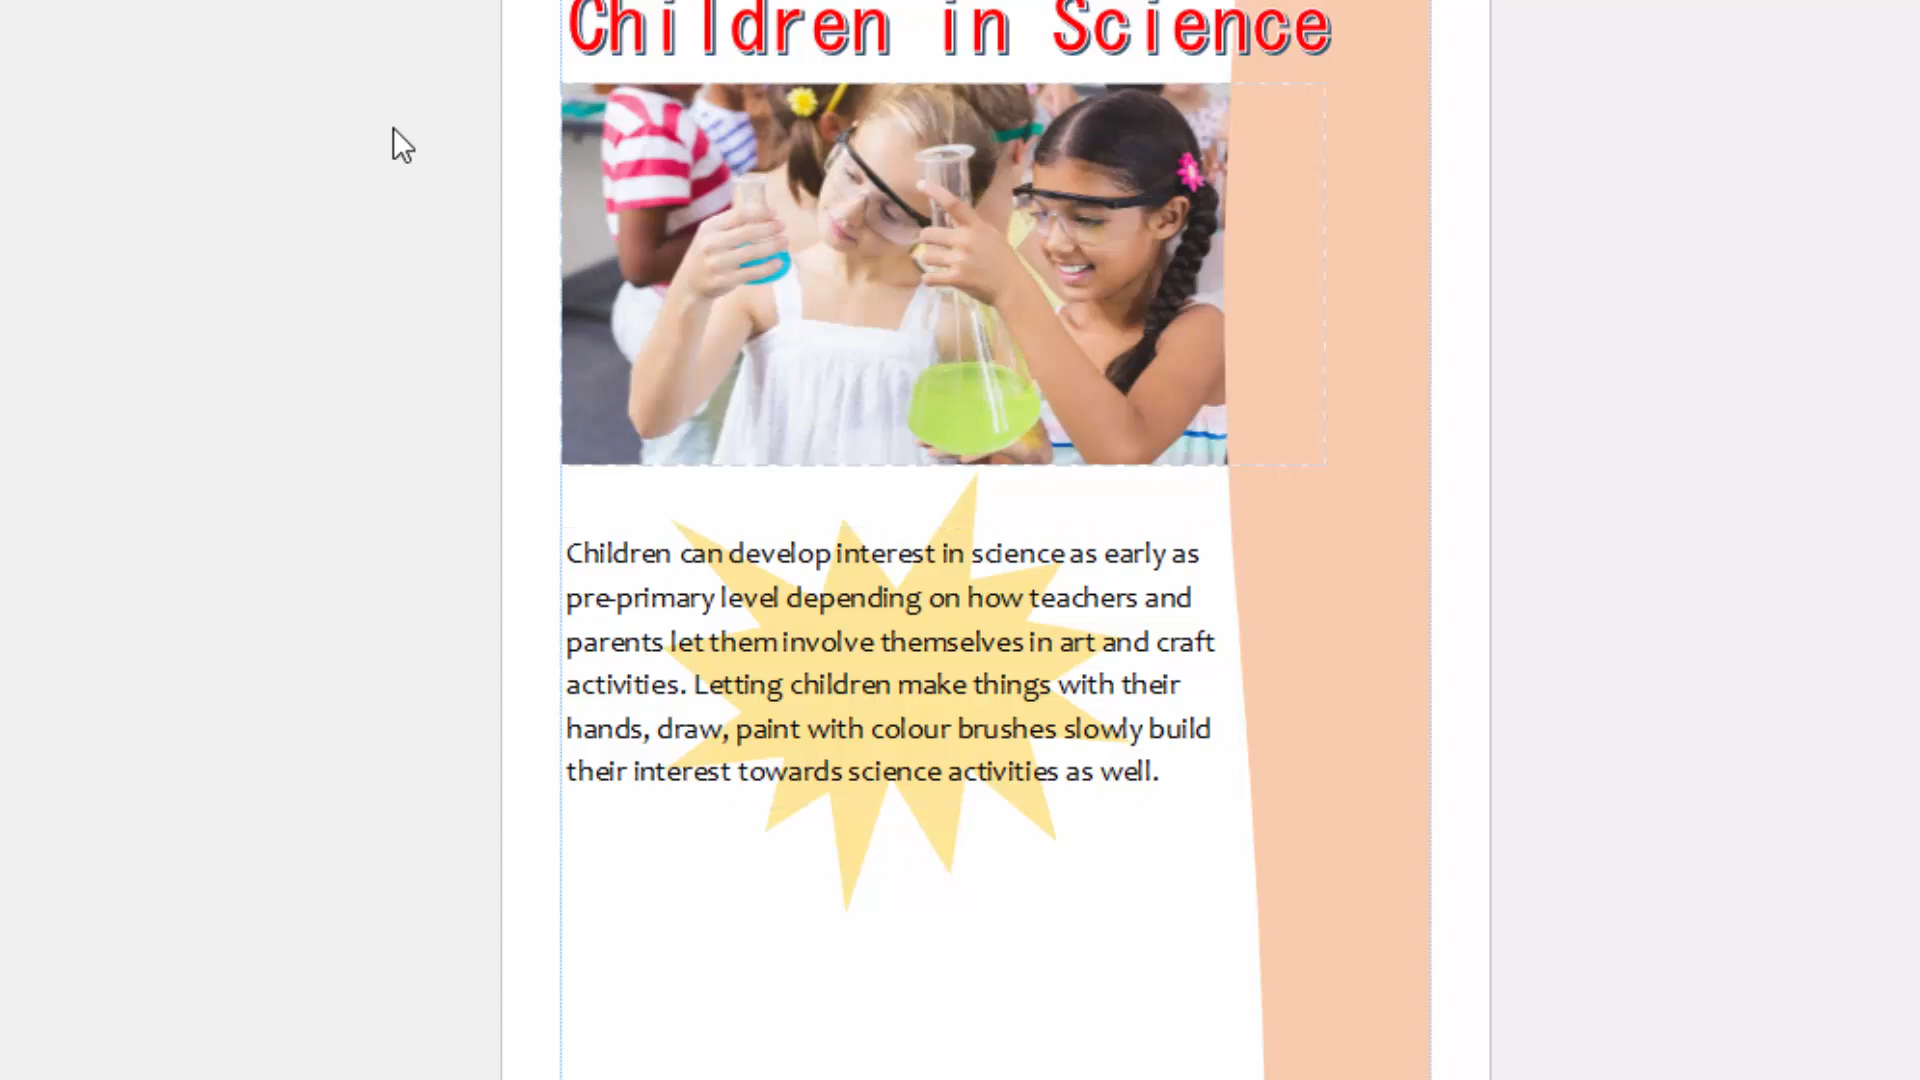 Children in Science
Children can develop interest in science as early as
pre-primary level depending on how teachers and
parents let them involve themselves in art and craft
activities. Letting children make things with their
hands, draw, paint with colour brushes slowly build
their interest towards science activities as well.